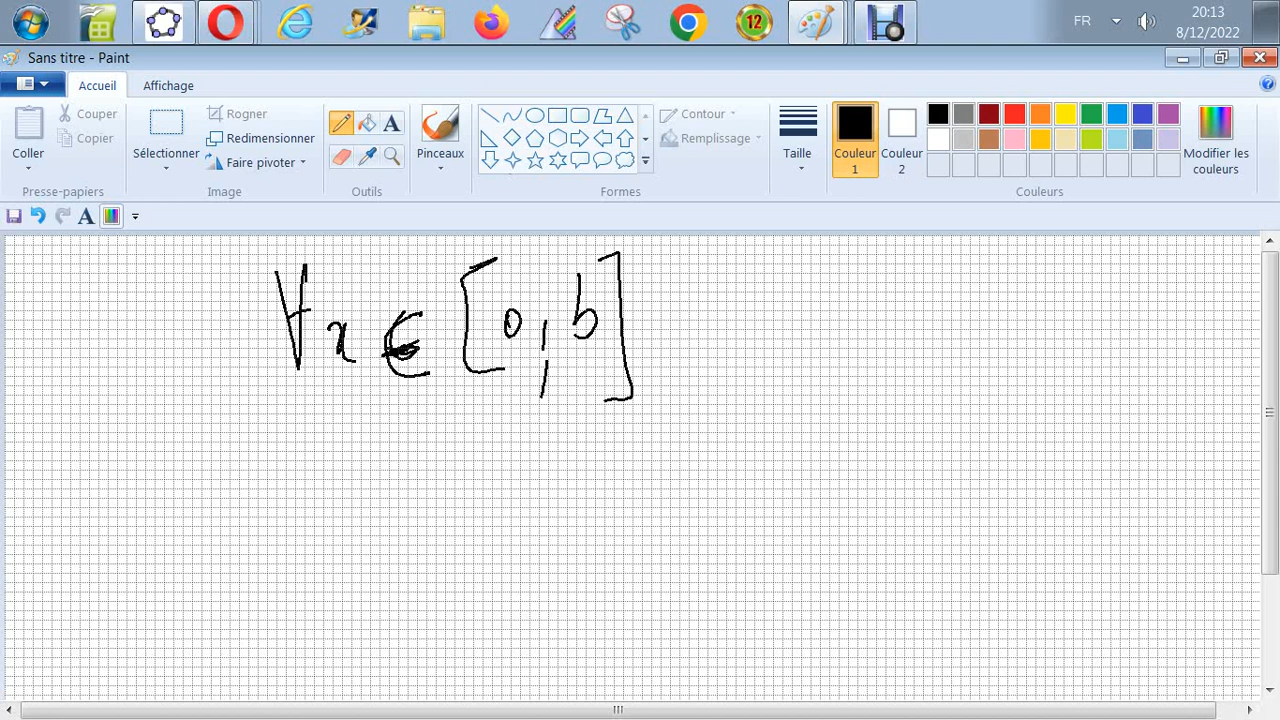 FR
20:13
8/12/2022
12
Sans titre - Paint
Accueil Affichage
Coller
Couper
Copier
Presse-papiers
Sélectionner
Rogner
Redimensionner
Faire pivoter
Image
A
Outils
Pinceaux
Contour
Remplissage
Formes
Taille
Couleur 1
Couleur 2
Modifier les couleurs
Couleurs
A
∀x ∈ [0 ; b]